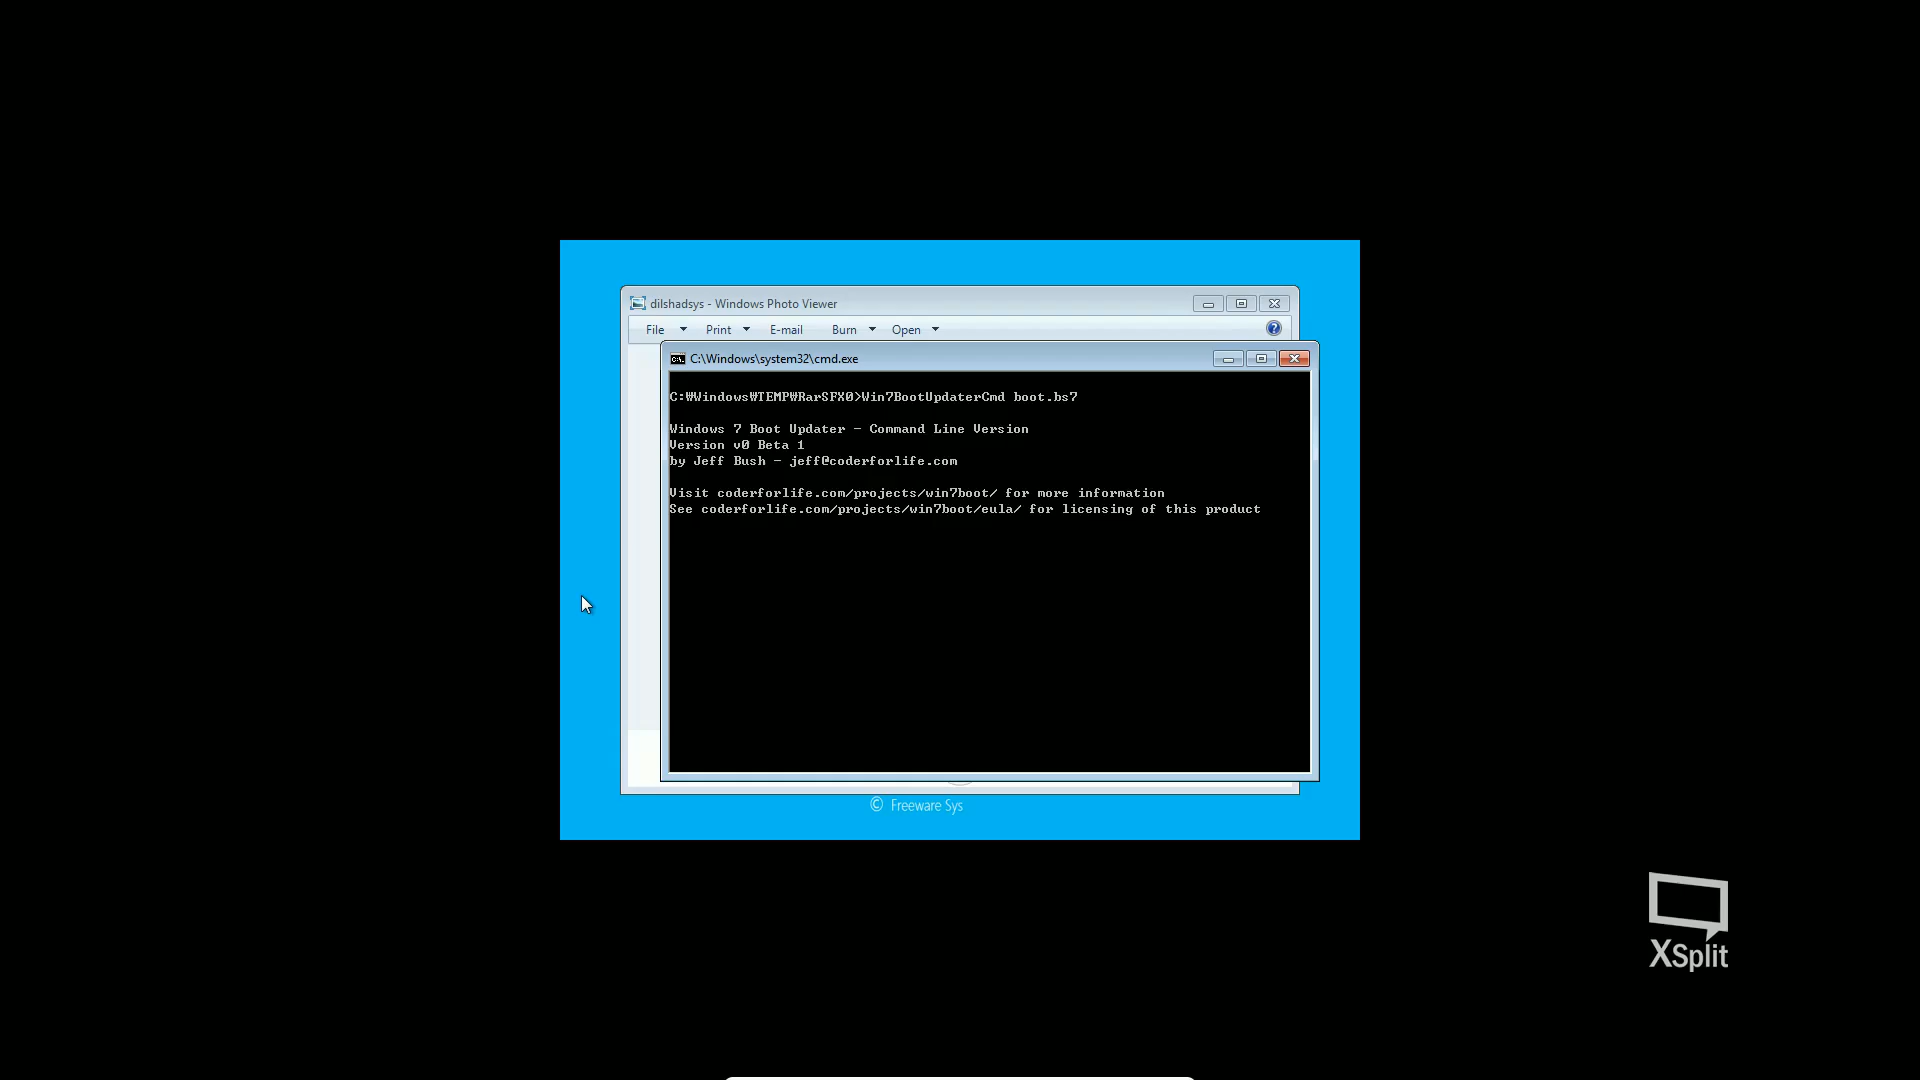 dilshadsys - Windows Photo Viewer
File Print E-mail Burn Open
C:\Windows\system32\cmd.exe
C:₩Windows₩TEMP₩RarSFX0>Win7BootUpdaterCmd boot.bs7
Windows 7 Boot Updater - Command Line Version
Version v0 Beta 1
by Jeff Bush - jeff@coderforlife.com
Visit coderforlife.com/projects/win7boot/ for more information
See coderforlife.com/projects/win7boot/eula/ for licensing of this product
© Freeware Sys
XSplit